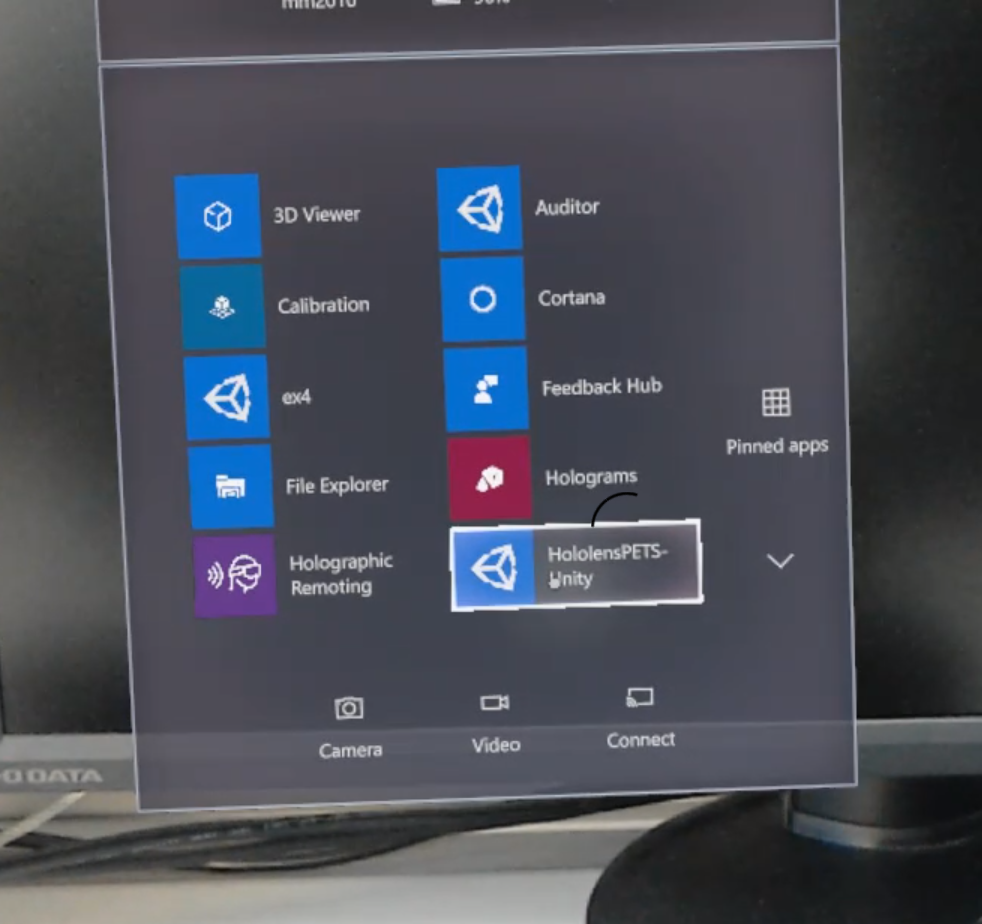 3D Viewer
Auditor
Calibration
Cortana
ex4
Feedback Hub
File Explorer
Holograms
Holographic
Remoting
HololensPETS-
Unity
Pinned apps
Camera
Video
Connect